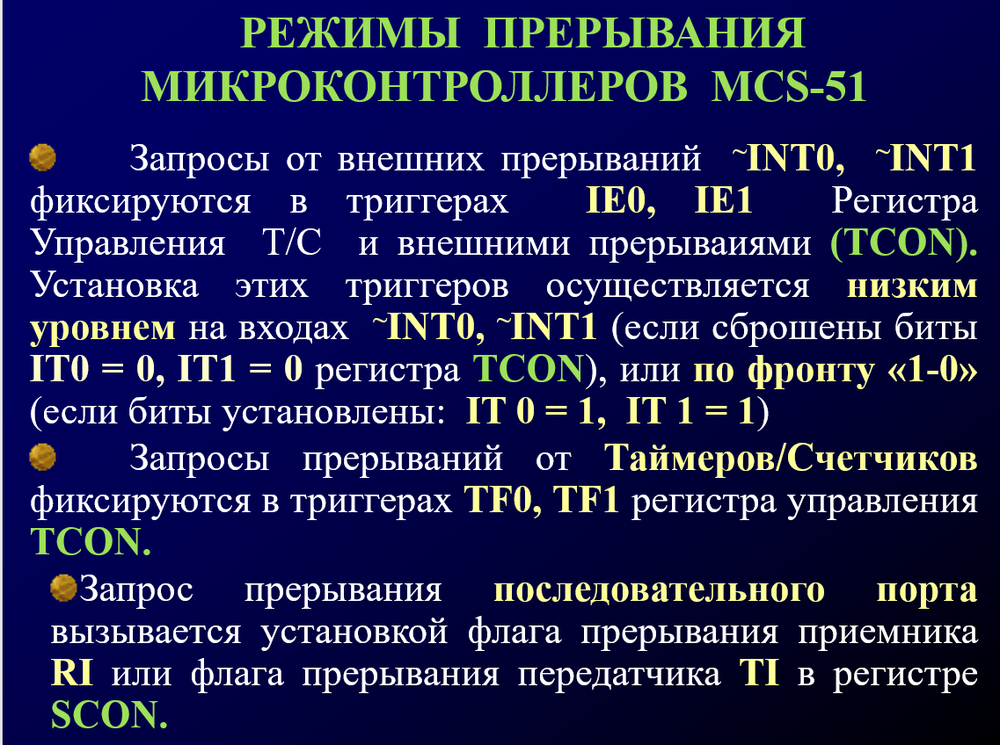 РЕЖИМЫ ПРЕРЫВАНИЯ
МИКРОКОНТРОЛЛЕРОВ MCS-51
Запросы от внешних прерываний ~INT0, ~INT1
фиксируются в триггерах IE0, IE1 Регистра
Управления T/C и внешними прерываиями (TCON).
Установка этих триггеров осуществляется низким
уровнем на входах ~INT0, ~INT1 (если сброшены биты
IT0 = 0, IT1 = 0 регистра TCON), или по фронту «1-0»
(если биты установлены: IT 0 = 1, IT 1 = 1)
Запросы прерываний от Таймеров/Счетчиков
фиксируются в триггерах TF0, TF1 регистра управления
TCON.
Запрос прерывания последовательного порта
вызывается установкой флага прерывания приемника
RI или флага прерывания передатчика TI в регистре
SCON.